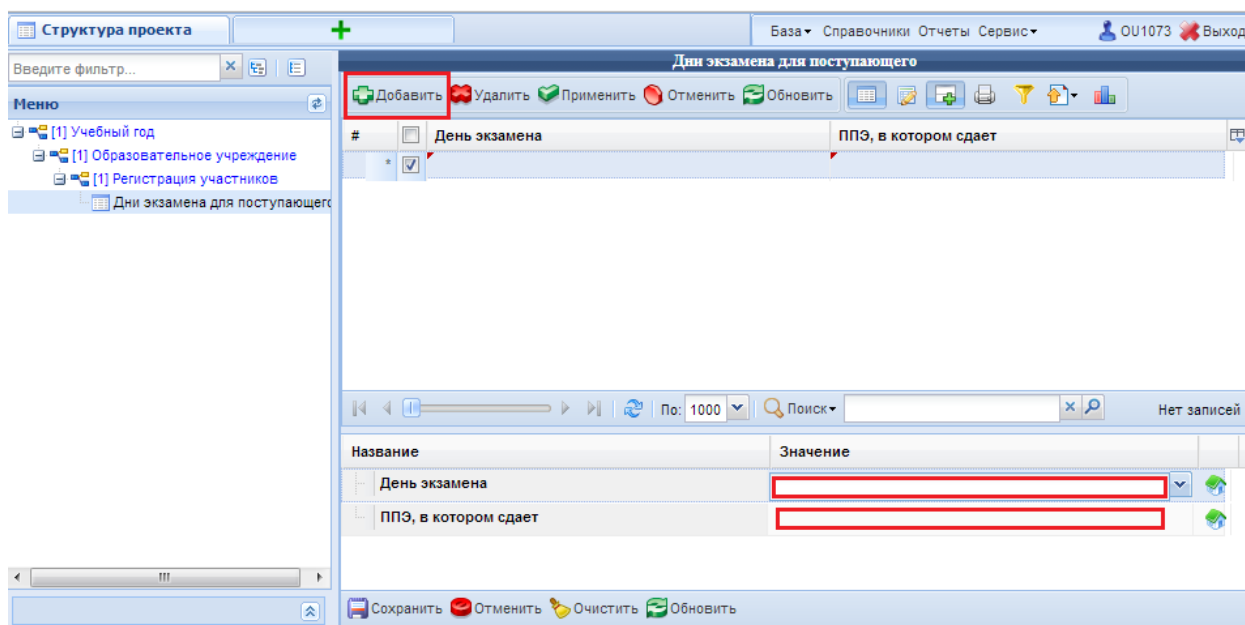 Структура проекта
База Справочники Отчеты Сервис OU1073 Выход
Введите фильтр...
Дни экзамена для поступающего
Добавить Удалить Применить Отменить Обновить
Меню
# День экзамена ППЭ, в котором сдает
*
[1] Учебный год
[1] Образовательное учреждение
[1] Регистрация участников
Дни экзамена для поступающего
По: 1000 Поиск Нет записей
Название Значение
День экзамена
ППЭ, в котором сдает
Сохранить Отменить Очистить Обновить